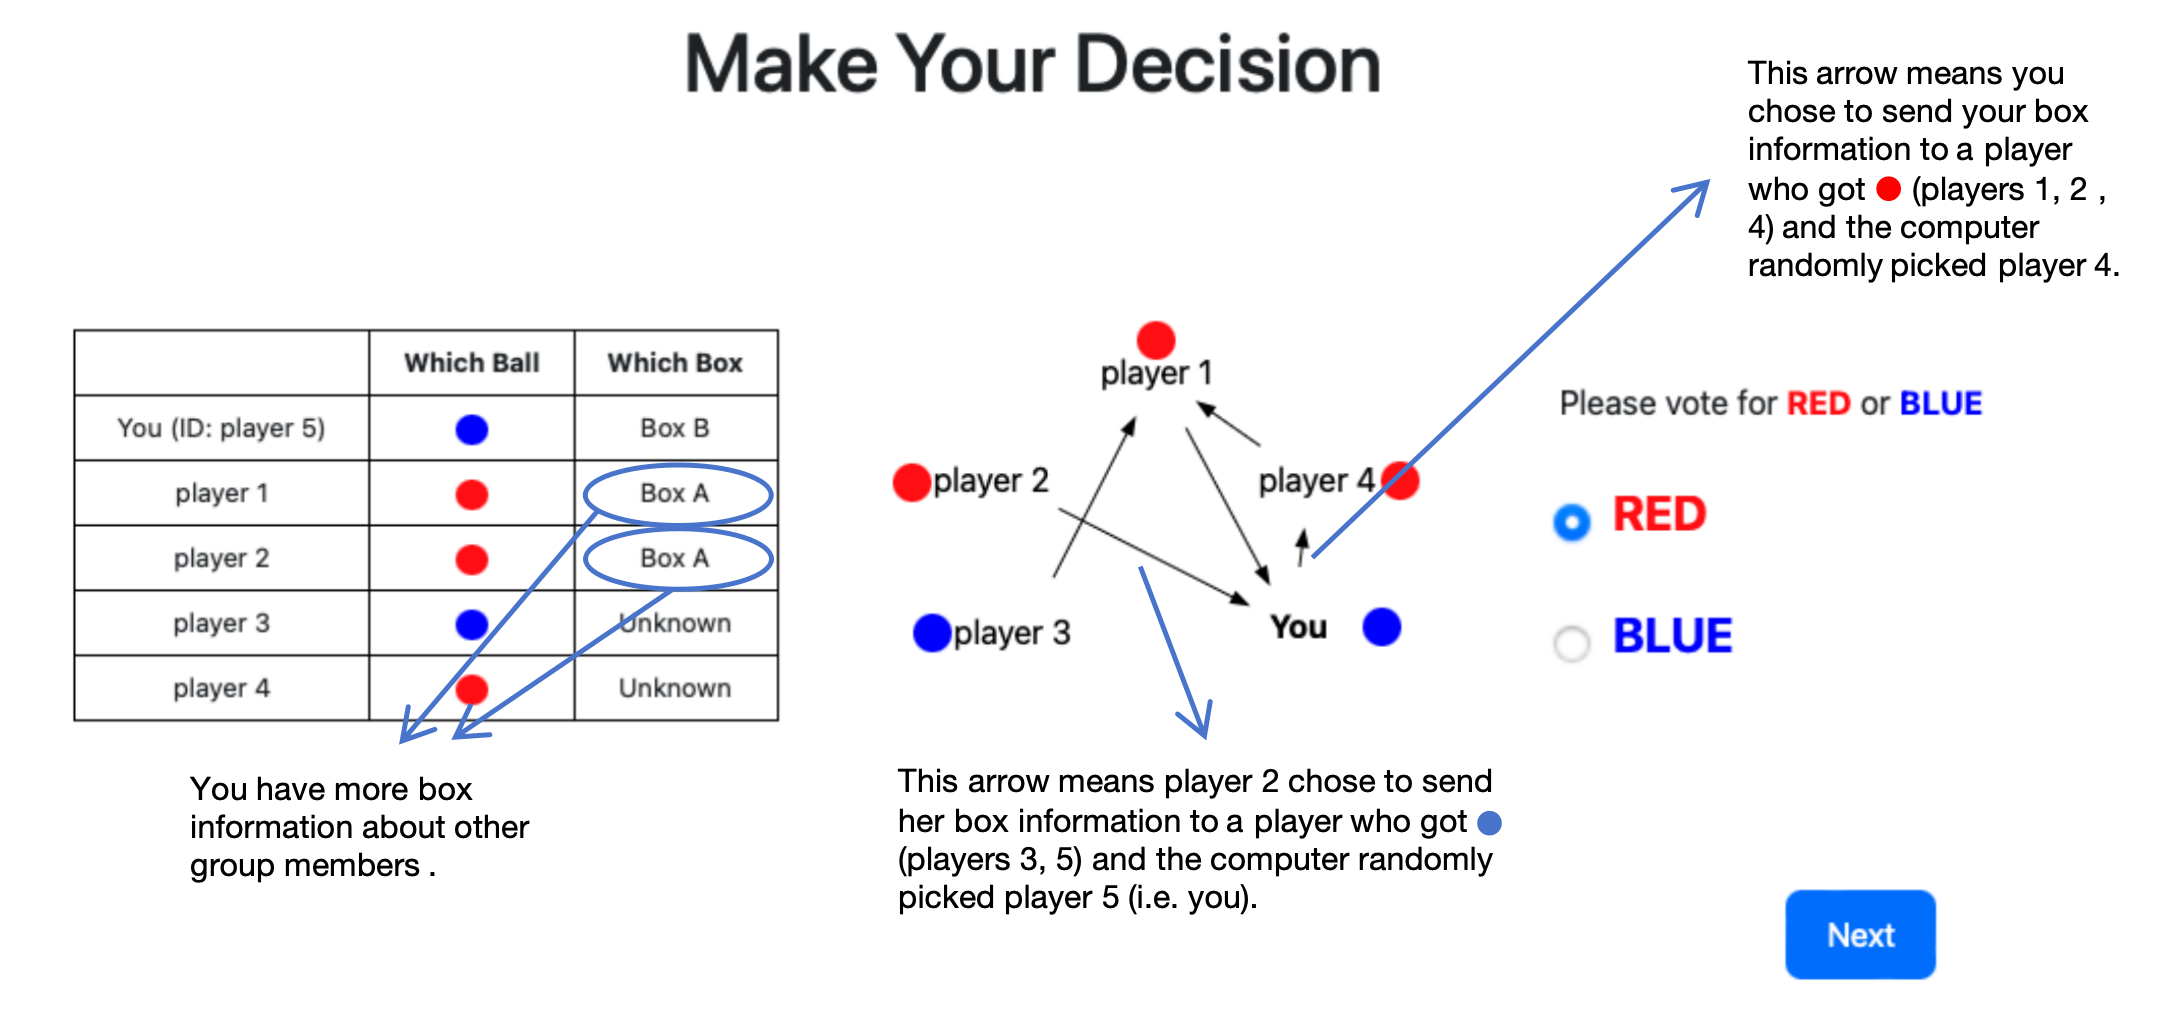 Make Your Decision
This arrow means you
chose to send your box
information to a player
who got (players 1, 2 ,
4) and the computer
randomly picked player 4.
Which Ball Which Box
You (ID: player 5) Box B
player 1 Box A
player 2 Box A
player 3 Unknown
player 4 Unknown
You have more box
information about other
group members .
player 1
player 2
player 4
player 3
You
This arrow means player 2 chose to send
her box information to a player who got
(players 3, 5) and the computer randomly
picked player 5 (i.e. you).
Please vote for RED or BLUE
RED
BLUE
Next